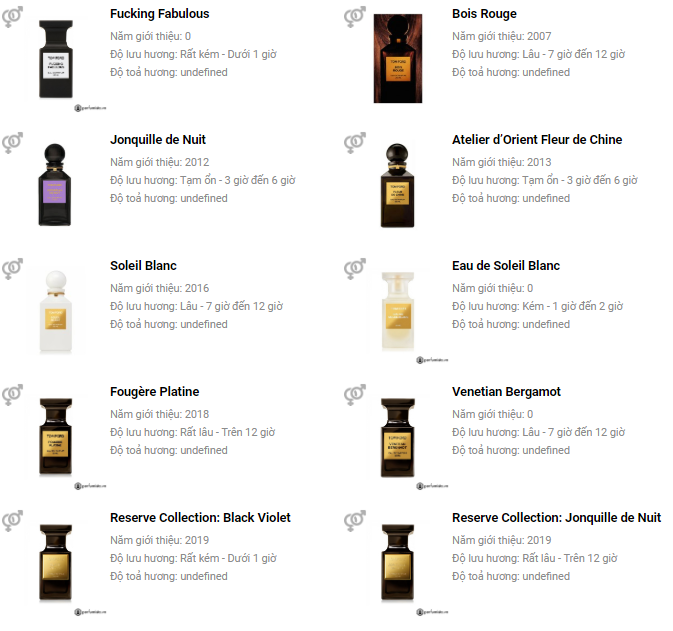 Fucking Fabulous
Năm giới thiệu: 0
Độ lưu hương: Rất kém - Dưới 1 giờ
Độ toả hương: undefined
Bois Rouge
Năm giới thiệu: 2007
Độ lưu hương: Lâu - 7 giờ đến 12 giờ
Độ toả hương: undefined
Jonquille de Nuit
Năm giới thiệu: 2012
Độ lưu hương: Tạm ổn - 3 giờ đến 6 giờ
Độ toả hương: undefined
Atelier d’Orient Fleur de Chine
Năm giới thiệu: 2013
Độ lưu hương: Tạm ổn - 3 giờ đến 6 giờ
Độ toả hương: undefined
Soleil Blanc
Năm giới thiệu: 2016
Độ lưu hương: Lâu - 7 giờ đến 12 giờ
Độ toả hương: undefined
Eau de Soleil Blanc
Năm giới thiệu: 0
Độ lưu hương: Kém - 1 giờ đến 2 giờ
Độ toả hương: undefined
Fougère Platine
Năm giới thiệu: 2018
Độ lưu hương: Rất lâu - Trên 12 giờ
Độ toả hương: undefined
Venetian Bergamot
Năm giới thiệu: 0
Độ lưu hương: Lâu - 7 giờ đến 12 giờ
Độ toả hương: undefined
Reserve Collection: Black Violet
Năm giới thiệu: 2019
Độ lưu hương: Rất kém - Dưới 1 giờ
Độ toả hương: undefined
Reserve Collection: Jonquille de Nuit
Năm giới thiệu: 2019
Độ lưu hương: Rất lâu - Trên 12 giờ
Độ toả hương: undefined